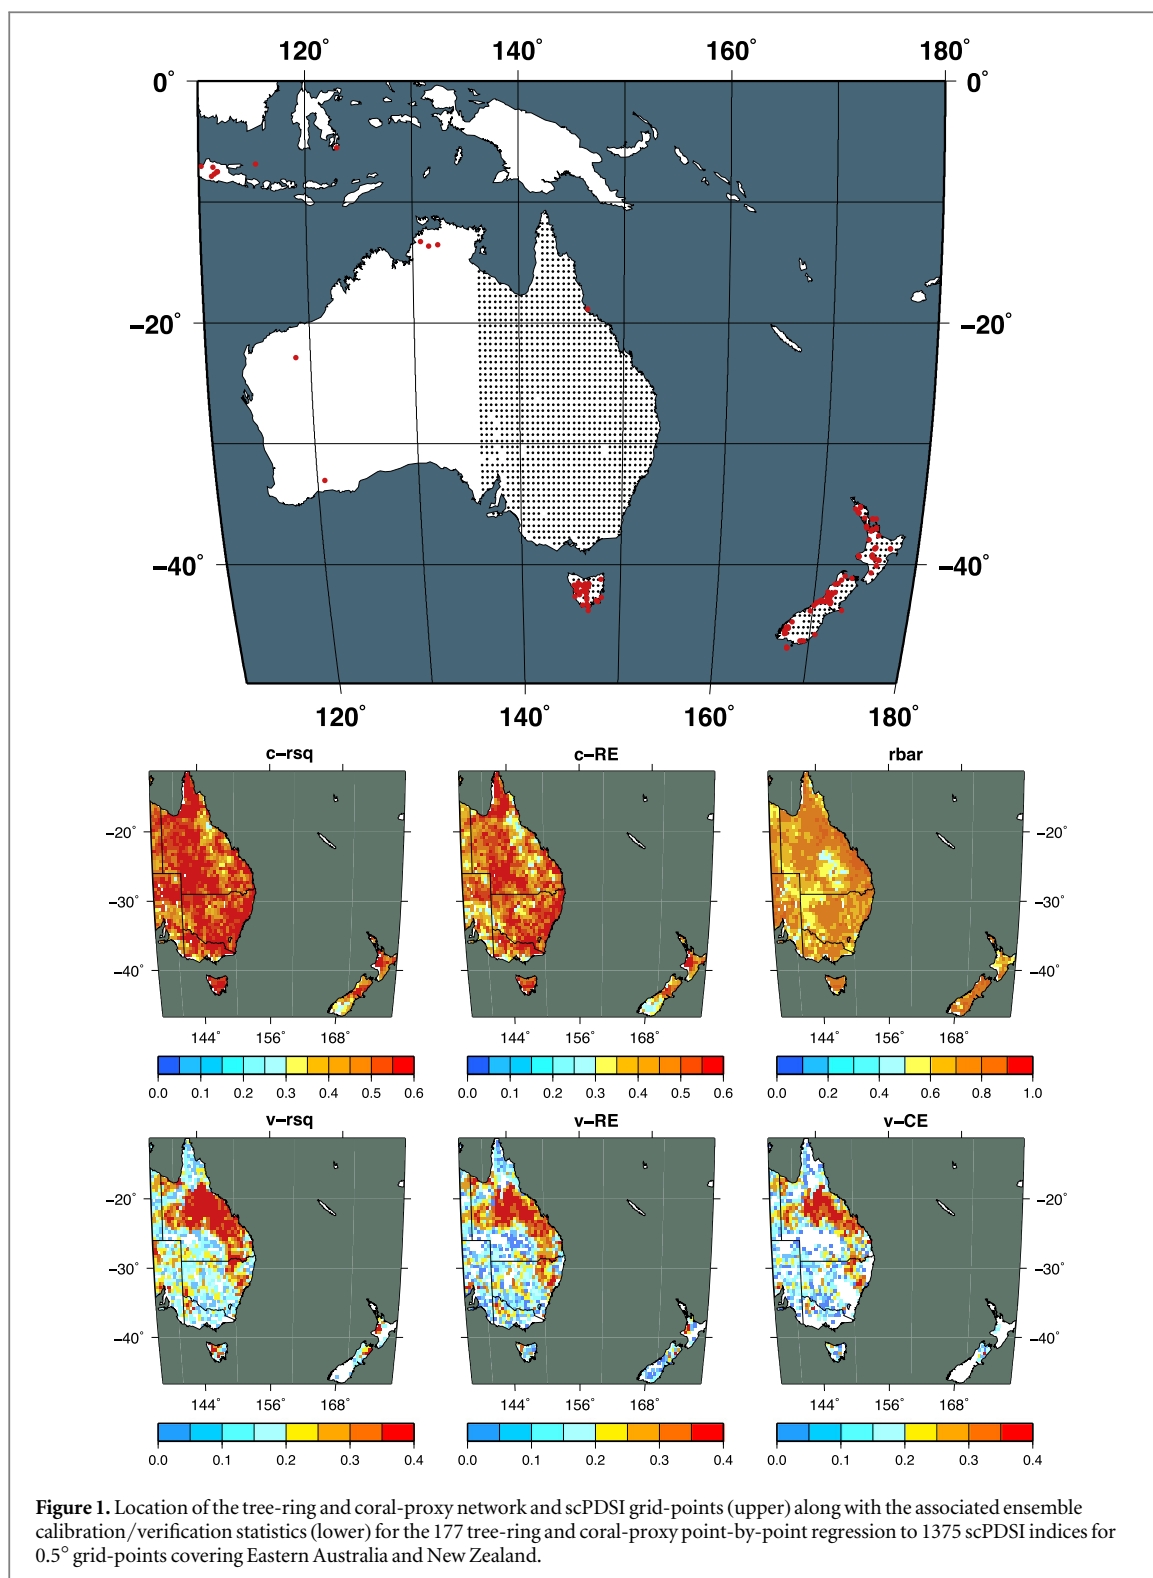 120° 140° 160° 180°
0° 0°
−20° −20°
−40° −40°
120° 140° 160° 180°
c−rsq c−RE rbar
−20° −20°
−30° −30°
−40° −40°
144° 156° 168° 144° 156° 168° 144° 156° 168°
0.0 0.1 0.2 0.3 0.4 0.5 0.6 0.0 0.1 0.2 0.3 0.4 0.5 0.6 0.0 0.2 0.4 0.6 0.8 1.0
v−rsq v−RE v−CE
−20° −20°
−30° −30°
−40° −40°
144° 156° 168° 144° 156° 168° 144° 156° 168°
0.0 0.1 0.2 0.3 0.4 0.0 0.1 0.2 0.3 0.4 0.0 0.1 0.2 0.3 0.4
Figure 1. Location of the tree-ring and coral-proxy network and scPDSI grid-points (upper) along with the associated ensemble
calibration/verification statistics (lower) for the 177 tree-ring and coral-proxy point-by-point regression to 1375 scPDSI indices for
0.5° grid-points covering Eastern Australia and New Zealand.